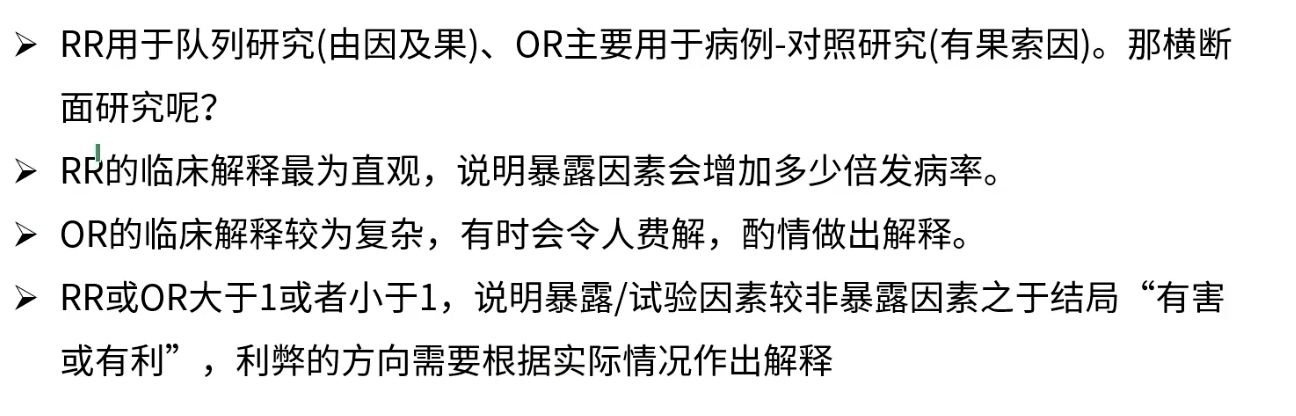 ➢ RR用于队列研究(由因及果)、OR主要用于病例-对照研究(有果索因)。那横断
面研究呢?
➢ RR的临床解释最为直观，说明暴露因素会增加多少倍发病率。
➢ OR的临床解释较为复杂，有时会令人费解，酌情做出解释。
➢ RR或OR大于1或者小于1，说明暴露/试验因素较非暴露因素之于结局“有害
或有利”，利弊的方向需要根据实际情况作出解释